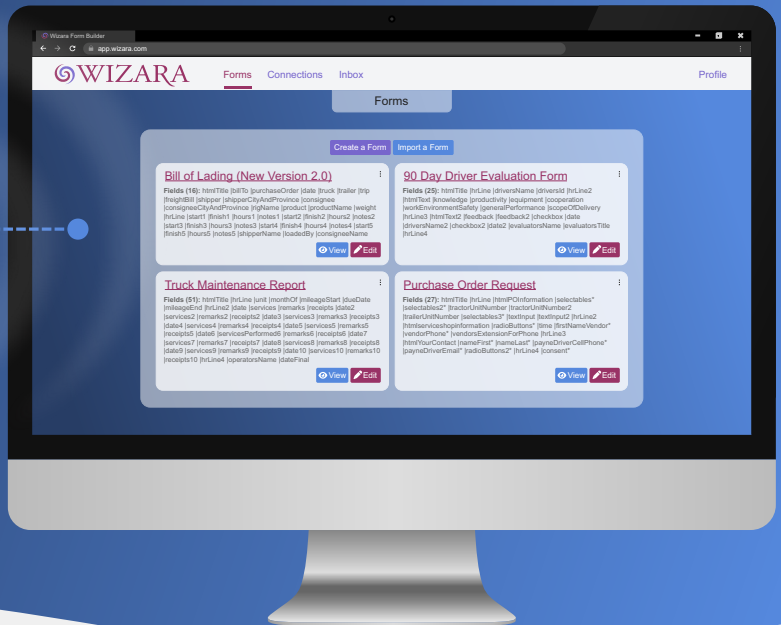 Wizara Form Builder
app.wizara.com
WIZARA
Forms Connections Inbox Profile
Forms
Create a Form Import a Form
Bill of Lading (New Version 2.0)
Fields (16): htmlTitle |billTo |purchaseOrder |date |truck |trailer |trip
|freightBill |shipper |shipperCityAndProvince |consignee
|consigneeCityAndProvince |rigName |product |productName |weight
|hrLine |start1 |finish1 |hours1 |notes1 |start2 |finish2 |hours2 |notes2
|start3 |finish3 |hours3 |notes3 |start4 |finish4 |hours4 |notes4 |start5
|finish5 |hours5 |notes5 |shipperName |loadedBy |consigneeName
View Edit
90 Day Driver Evaluation Form
Fields (25): htmlTitle |hrLine |driversName |driversId |hrLine2
|htmlText |knowledge |productivity |equipment |cooperation
|workEnvironmentSafety |generalPerformance |scopeOfDelivery
|hrLine3 |htmlText2 |feedback |feedback2 |checkbox |date
|driversName2 |checkbox2 |date2 |evaluatorsName |evaluatorsTitle
|hrLine4
View Edit
Truck Maintenance Report
Fields (51): htmlTitle |hrLine |unit |monthOf |mileageStart |dueDate
|mileageEnd |hrLine2 |date |services |remarks |receipts |date2
|services2 |remarks2 |receipts2 |date3 |services3 |remarks3 |receipts3
|date4 |services4 |remarks4 |receipts4 |date5 |services5 |remarks5
|receipts5 |date6 |servicesPerformed6 |remarks6 |receipts6 |date7
|services7 |remarks7 |receipts7 |date8 |services8 |remarks8 |receipts8
|date9 |services9 |remarks9 |receipts9 |date10 |services10 |remarks10
|receipts10 |hrLine4 |operatorsName |dateFinal
View Edit
Purchase Order Request
Fields (27): htmlTitle |hrLine |htmlPOInformation |selectables*
|selectables2* |tractorUnitNumber |tractorUnitNumber2
|trailerUnitNumber |selectables3* |textInput |textInput2 |hrLine2
|htmlserviceshopinformation |radioButtons* |time |firstNameVendor*
|vendorPhone* |vendorsExtensionForPhone |hrLine3
|htmlYourContact |nameFirst* |nameLast* |payneDriverCellPhone*
|payneDriverEmail* |radioButtons2* |hrLine4 |consent*
View Edit